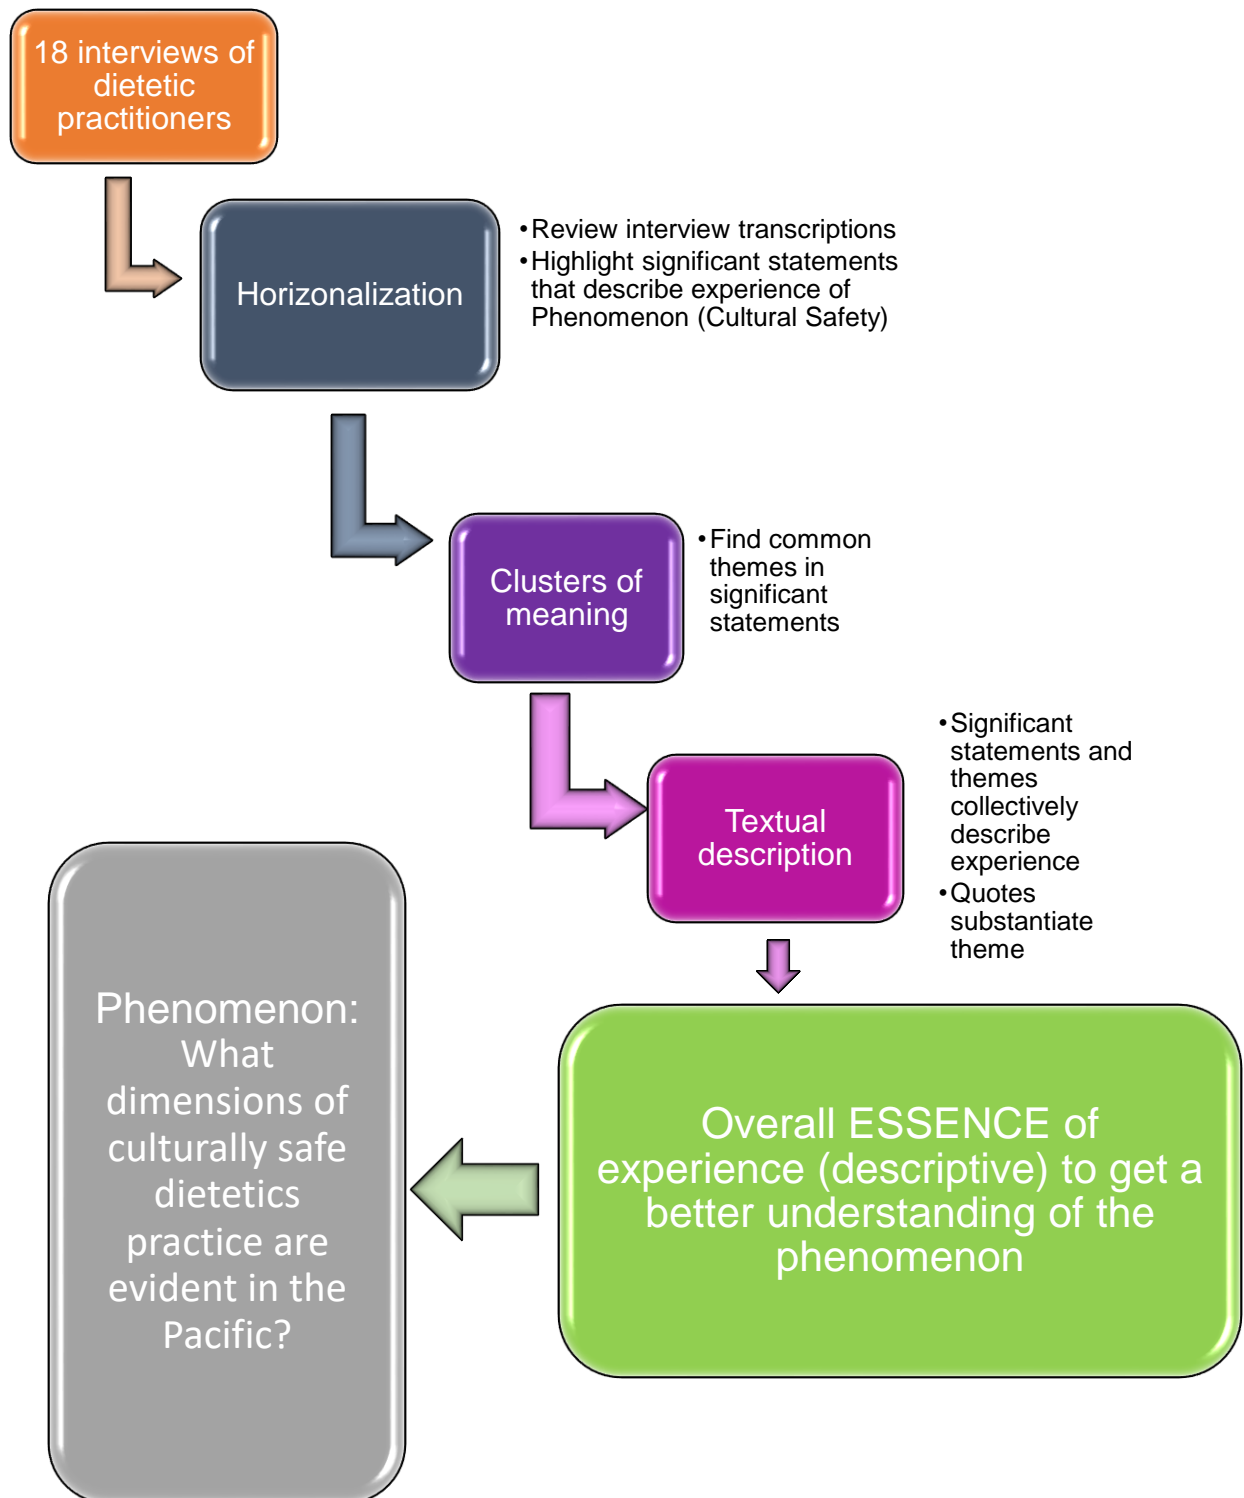 18 interviews of
dietetic
practitioners
Horizonalization
•Review interview transcriptions
•Highlight significant statements
that describe experience of
Phenomenon (Cultural Safety)
Clusters of
meaning
•Find common
themes in
significant
statements
Textual
description
•Significant
statements and
themes
collectively
describe
experience
•Quotes
substantiate
theme
Overall ESSENCE of
experience (descriptive) to get a
better understanding of the
phenomenon
Phenomenon:
What
dimensions of
culturally safe
dietetics
practice are
evident in the
Pacific?